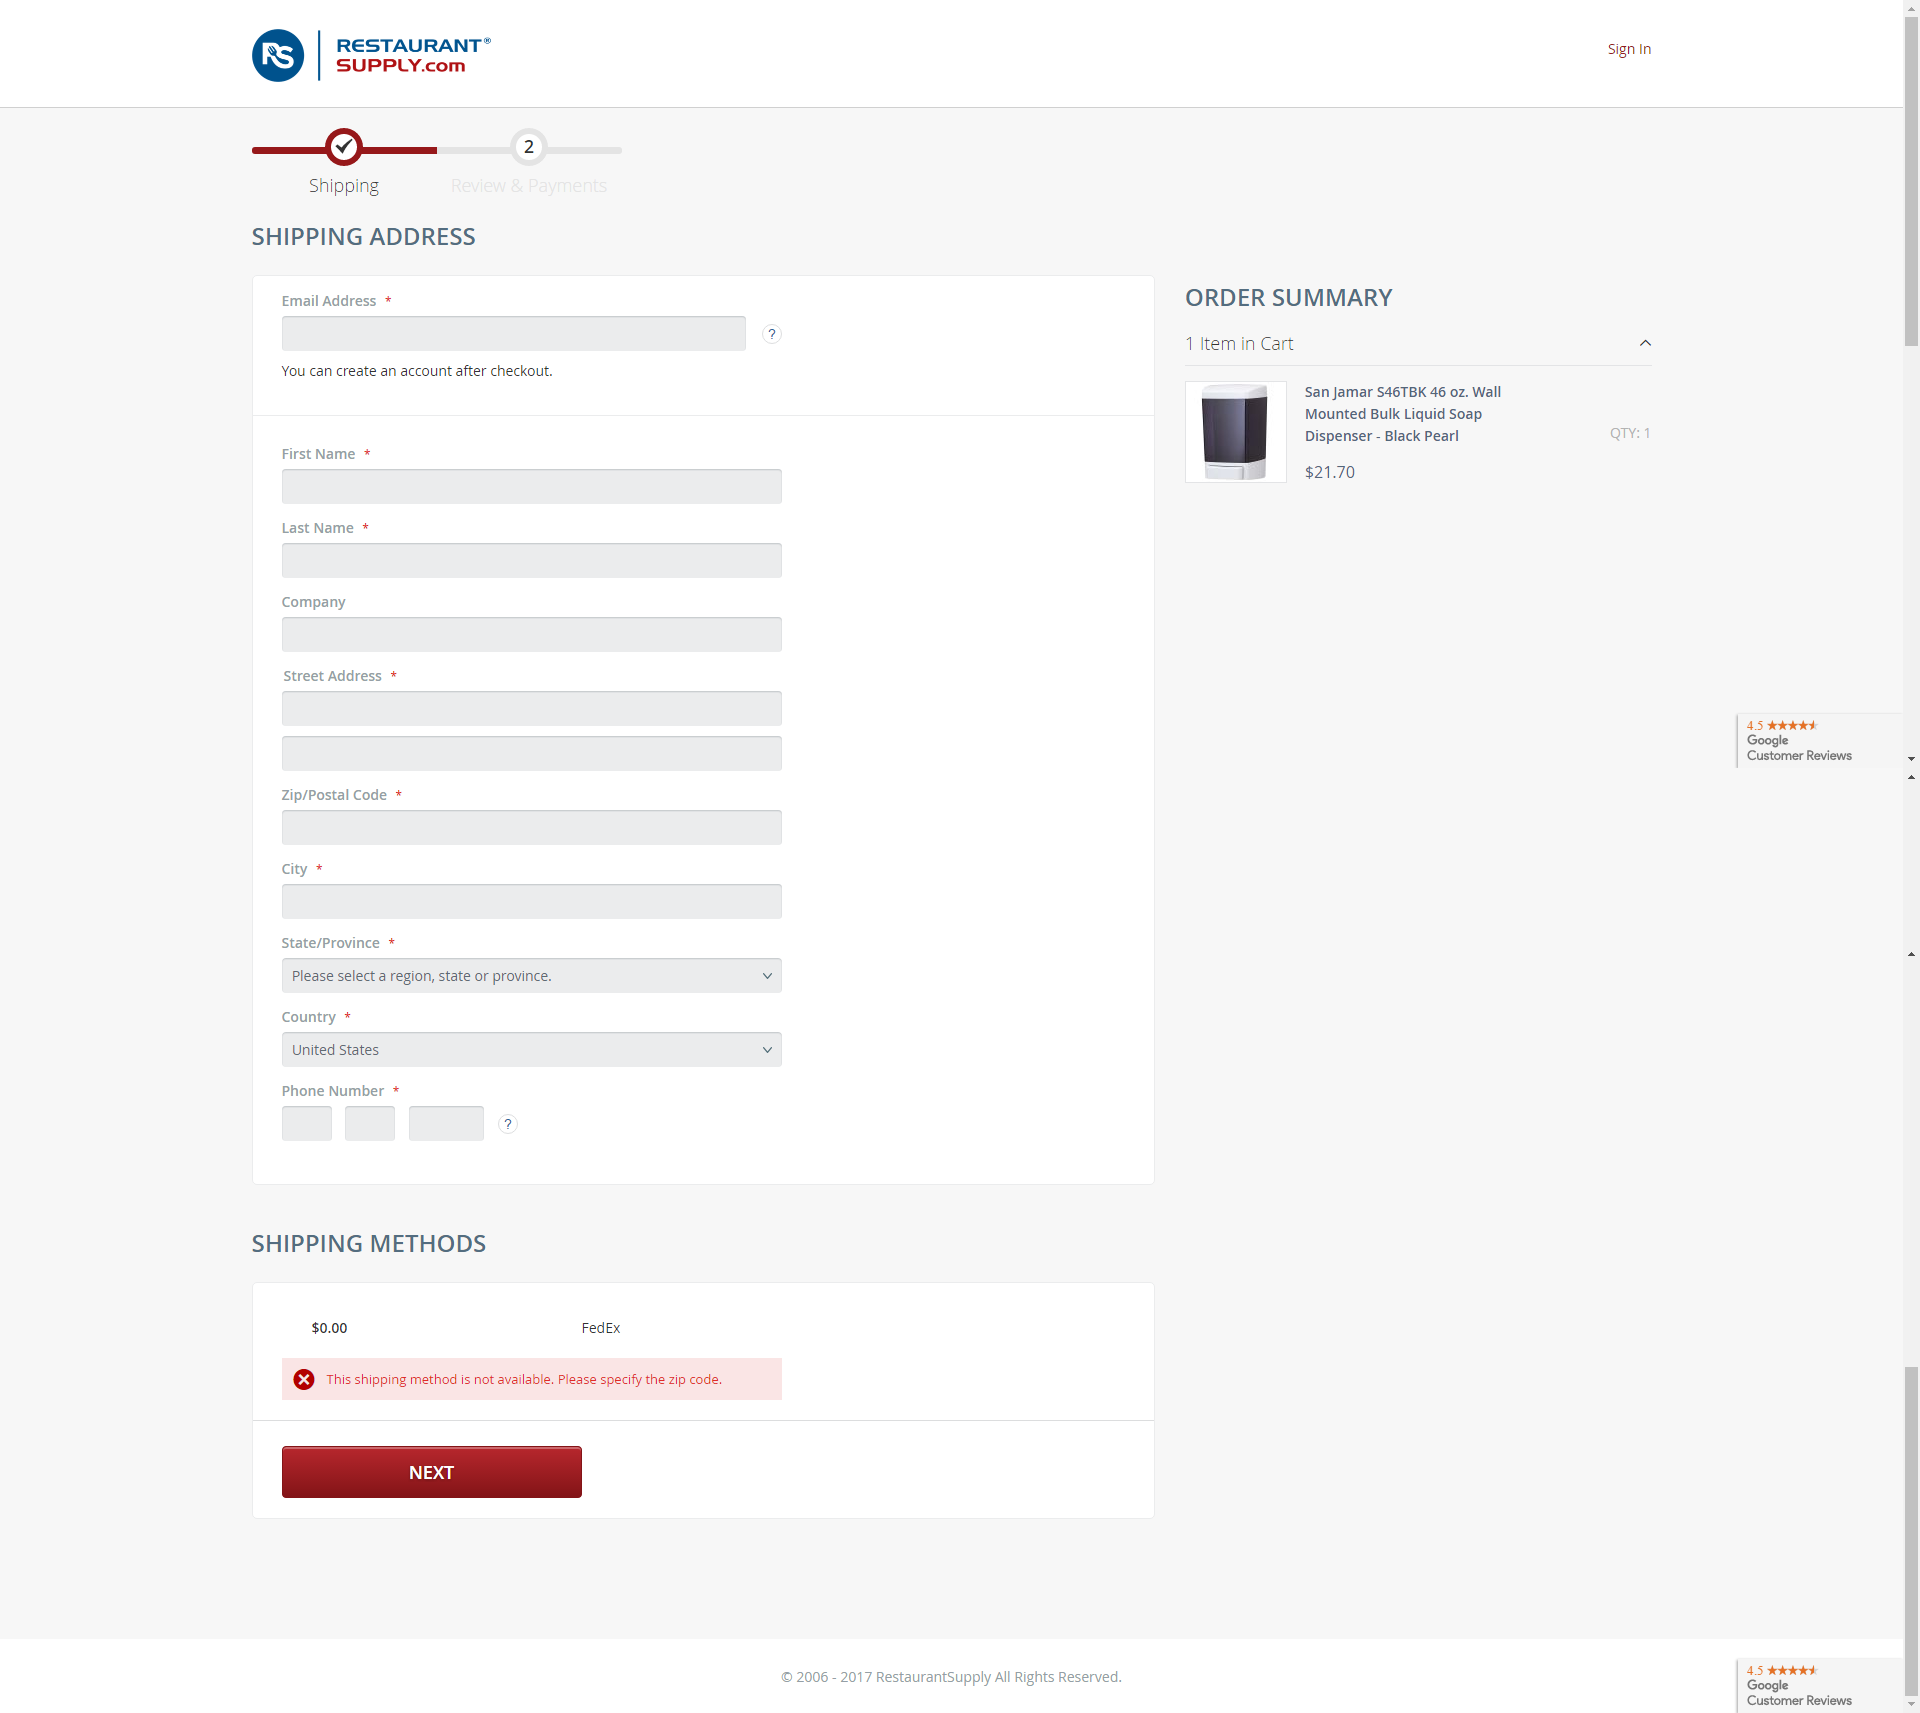 RS
RESTAURANT®
SUPPLY.com
Sign In
2
Shipping
Review & Payments
SHIPPING ADDRESS
Email Address *
?
You can create an account after checkout.
First Name *
Last Name *
Company
Street Address *
Zip/Postal Code *
City *
State/Province *
Please select a region, state or province.
Country *
United States
Phone Number *
?
ORDER SUMMARY
1 Item in Cart
San Jamar S46TBK 46 oz. Wall
Mounted Bulk Liquid Soap
Dispenser - Black Pearl
QTY: 1
$21.70
4.5
Google
Customer Reviews
SHIPPING METHODS
$0.00
FedEx
This shipping method is not available. Please specify the zip code.
NEXT
© 2006 - 2017 RestaurantSupply All Rights Reserved.
4.5
Google
Customer Reviews